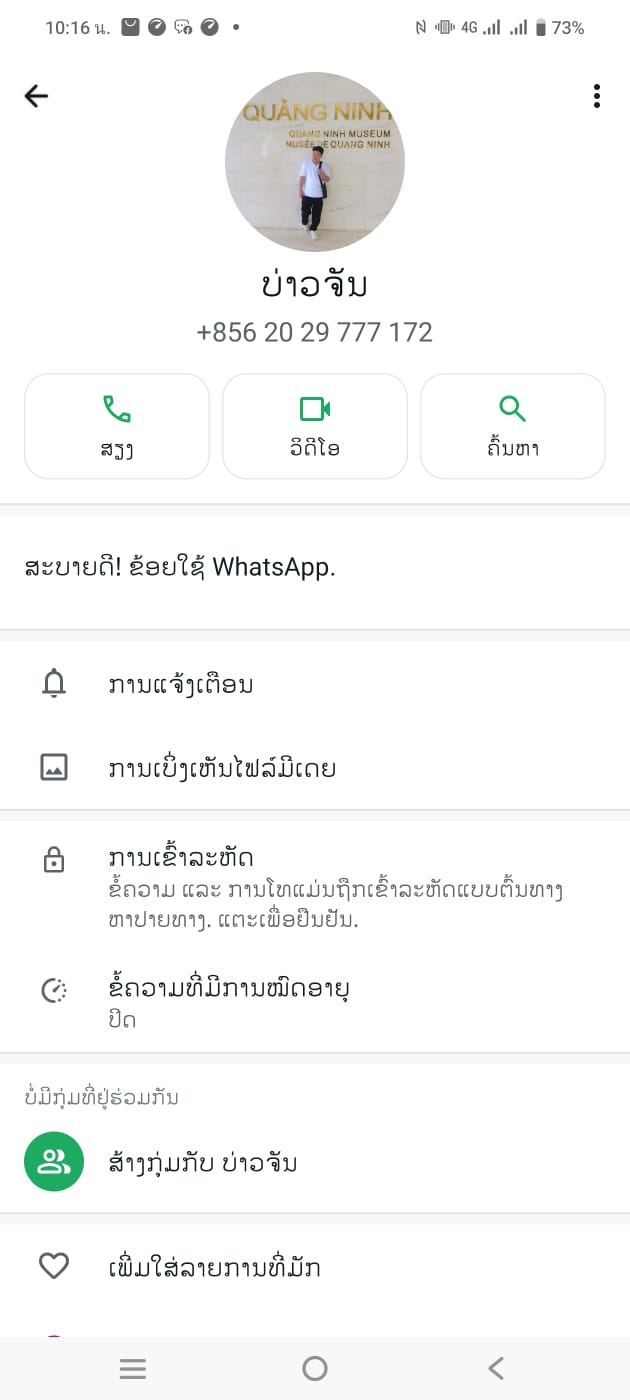 10:16 น.
4G 73%
QUẢNG NINH
QUANG NINH MUSEUM
MUSÉE DE QUANG NINH
ບ່າວຈັນ
+856 20 29 777 172
ສຽງ
ວິດີໂອ
ຄົ້ນຫາ
ສະບາຍດີ! ຂ້ອຍໃຊ້ WhatsApp.
ການແຈ້ງເຕືອນ
ການເບິ່ງເຫັນໄຟລ໌ມີເດຍ
ການເຂົ້າລະຫັດ
ຂໍ້ຄວາມ ແລະ ການໂທແມ່ນຖືກເຂົ້າລະຫັດແບບຕົ້ນທາງ
ຫາປາຍທາງ. ແຕະເພື່ອຢືນຢັນ.
ຂໍ້ຄວາມທີ່ມີການໝົດອາຍຸ
ປິດ
ບໍ່ມີກຸ່ມທີ່ຢູ່ຮ່ວມກັນ
ສ້າງກຸ່ມກັບ ບ່າວຈັນ
ເພີ່ມໃສ່ລາຍການທີ່ມັກ